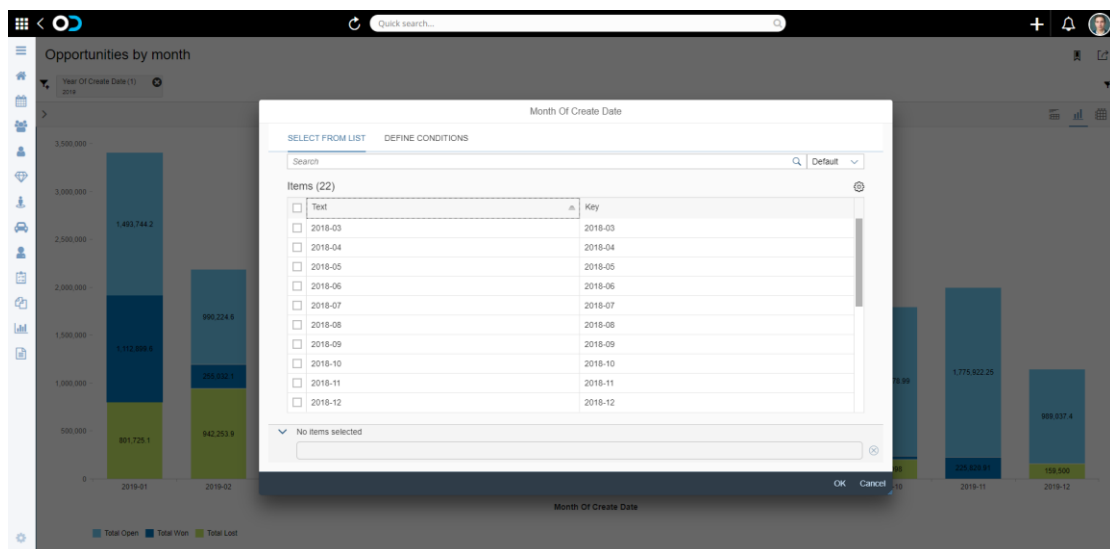 Quick search...
Opportunities by month
Year Of Create Date (1)
2019
Month Of Create Date
SELECT FROM LIST DEFINE CONDITIONS
Search Default
Items (22)
Text Key
2018-03 2018-03
2018-04 2018-04
2018-05 2018-05
2018-06 2018-06
2018-07 2018-07
2018-08 2018-08
2018-09 2018-09
2018-10 2018-10
2018-11 2018-11
2018-12 2018-12
No items selected
OK Cancel
3,500,000
3,000,000
2,500,000
2,000,000
1,500,000
1,000,000
500,000
0
1,493,744.2
801,725.1
990,224.6
942,253.9
1,775,922.25
989,037.4
159,500
2019-01 2019-02 2019-11 2019-12
Month Of Create Date
Total Open Total Won Total Lost